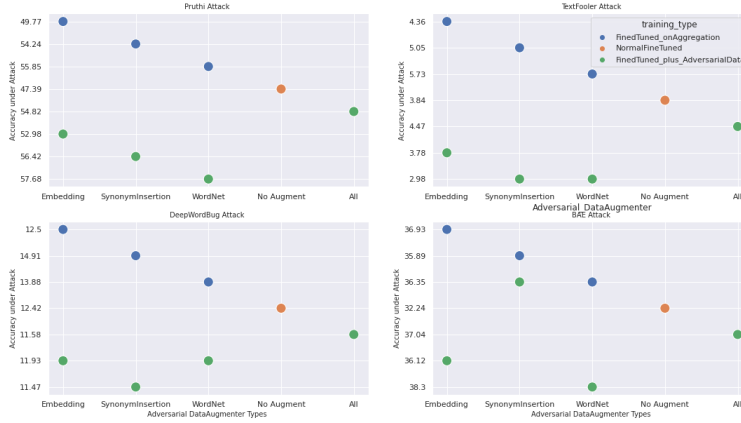 Pruthi Attack
Accuracy under Attack
49.77
54.24
55.85
47.39
54.82
52.98
56.42
57.68
Embedding SynonymInsertion WordNet No Augment All
TextFooler Attack
Accuracy under Attack
4.36
5.05
5.73
3.84
4.47
3.78
2.98
training_type
FinedTuned_onAggregation
NormalFineTuned
FinedTuned_plus_AdversarialData
Embedding SynonymInsertion WordNet No Augment All
Adversarial_DataAugmenter
DeepWordBug Attack
Accuracy under Attack
12.5
14.91
13.88
12.42
11.58
11.93
11.47
Embedding SynonymInsertion WordNet No Augment All
Adversarial DataAugmenter Types
BAE Attack
Accuracy under Attack
36.93
35.89
36.35
32.24
37.04
36.12
38.3
Embedding SynonymInsertion WordNet No Augment All
Adversarial DataAugmenter Types